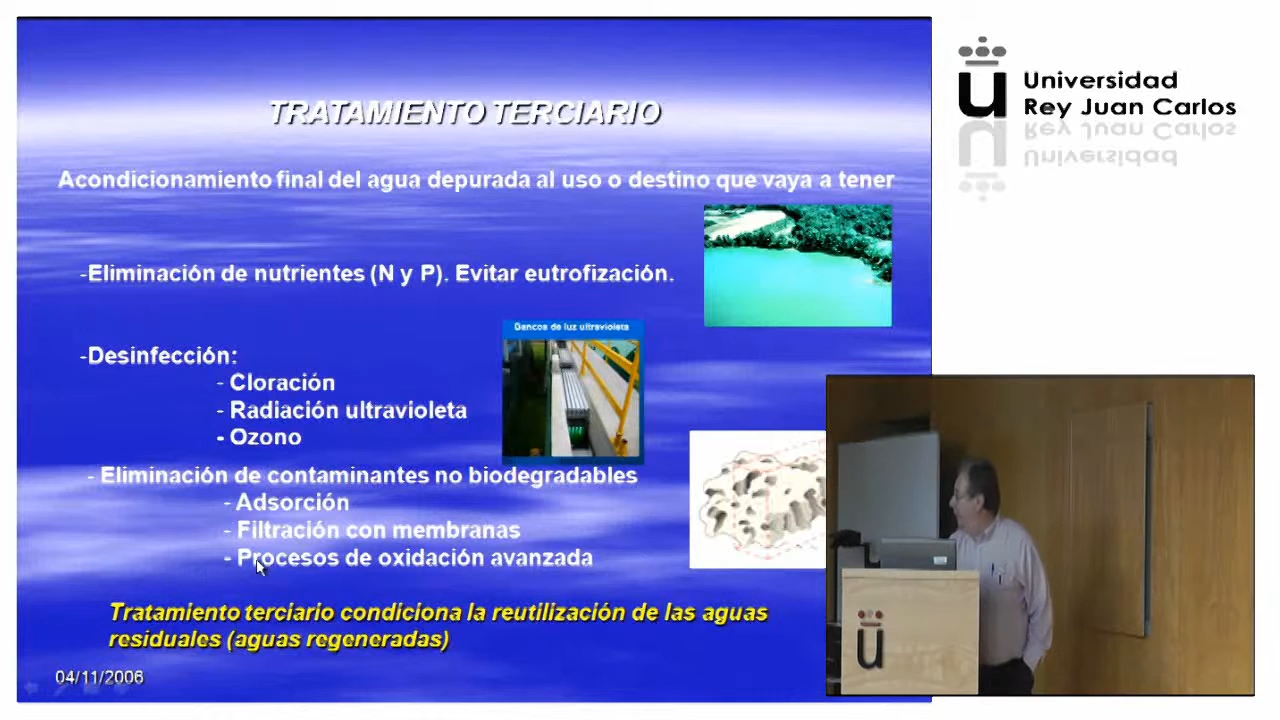 TRATAMIENTO TERCIARIO
Acondicionamiento final del agua depurada al uso o destino que vaya a tener
-Eliminación de nutrientes (N y P). Evitar eutrofización.
Bancos de luz ultravioleta
-Desinfección:
- Cloración
- Radiación ultravioleta
- Ozono
- Eliminación de contaminantes no biodegradables
- Adsorción
- Filtración con membranas
- Procesos de oxidación avanzada
Tratamiento terciario condiciona la reutilización de las aguas
residuales (aguas regeneradas)
04/11/2006
u
Universidad
Rey Juan Carlos
u